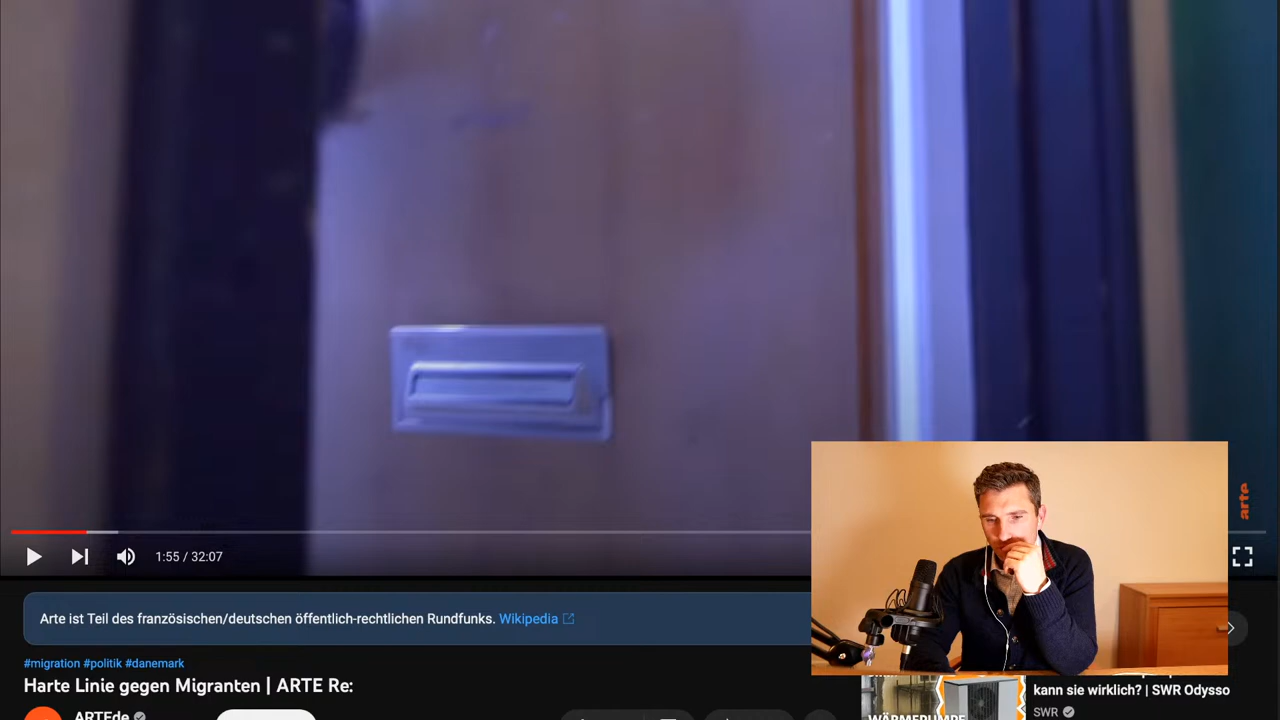 arte
1:55 / 32:07
Arte ist Teil des französischen/deutschen öffentlich-rechtlichen Rundfunks. Wikipedia
#migration #politik #danemark
Harte Linie gegen Migranten | ARTE Re:
ARTEde
WÄRMEPUMPE
kann sie wirklich? | SWR Odysso
SWR